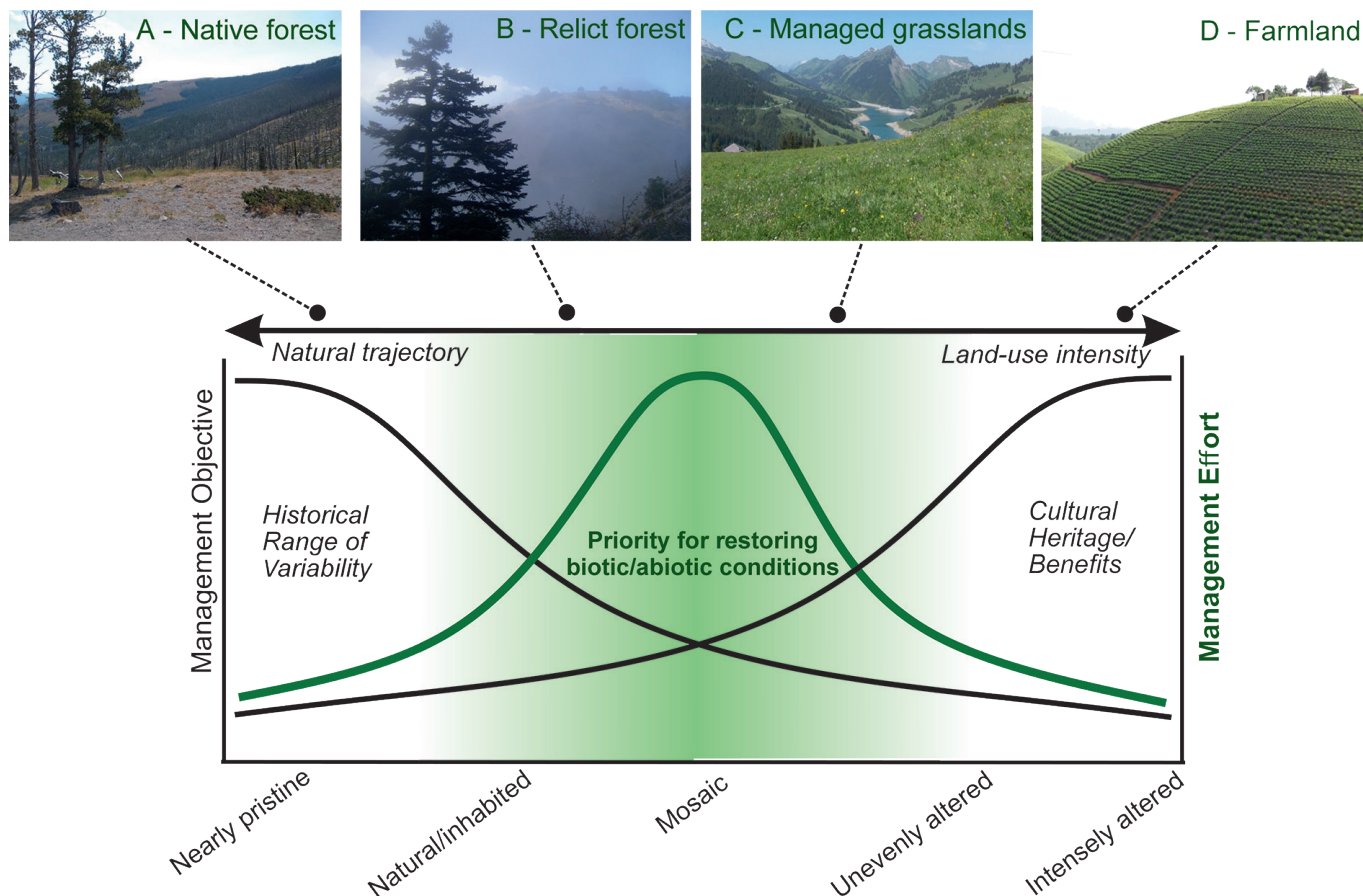 A - Native forest
B - Relict forest
C - Managed grasslands
D - Farmland
Natural trajectory
Land-use intensity
Management Objective
Historical
Range of
Variability
Priority for restoring
biotic/abiotic conditions
Cultural
Heritage/
Benefits
Management Effort
Nearly pristine
Natural/inhabited
Mosaic
Unevenly altered
Intensely altered